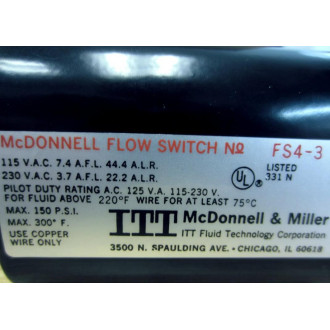 McDONNELL FLOW SWITCH Nº FS4-3
115 V.A.C. 7.4 A.F.L. 44.4 A.L.R.
230 V.A.C. 3.7 A.F.L. 22.2 A.L.R.
UL LISTED
331 N
PILOT DUTY RATING A.C. 125 V.A. 115-230 V.
FOR FLUID ABOVE 220°F WIRE FOR AT LEAST 75°C
MAX. 150 P.S.I.
MAX. 300° F.
USE COPPER
WIRE ONLY
ITT McDonnell & Miller
ITT Fluid Technology Corporation
3500 N. SPAULDING AVE. • CHICAGO, IL 60618